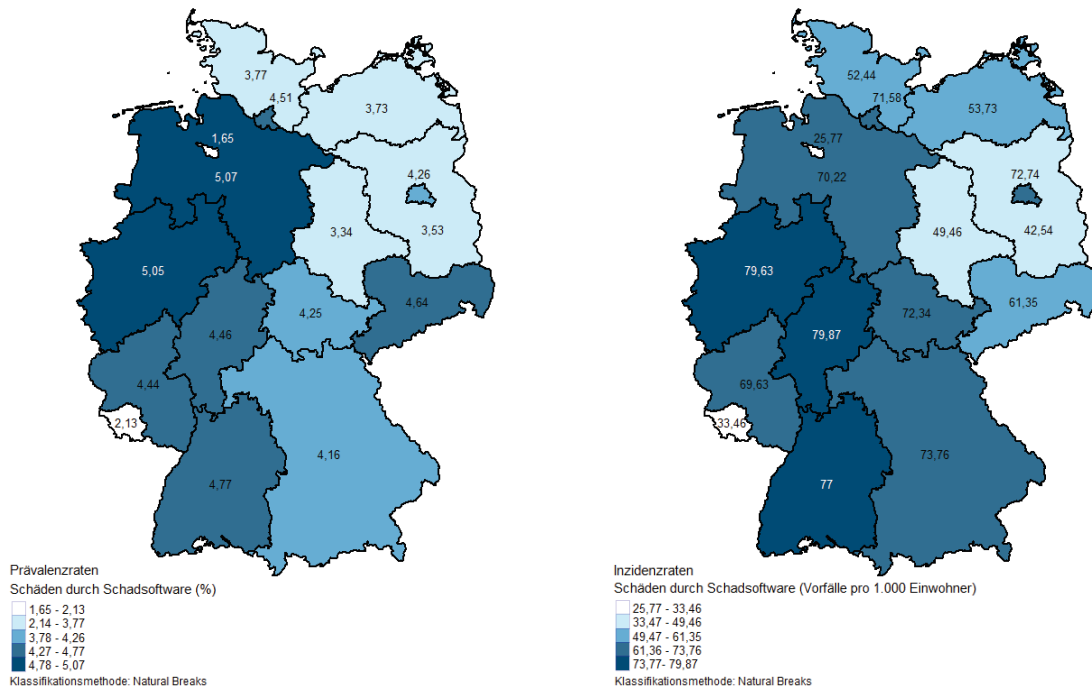 3,77
4,51
3,73
1,65
4,26
5,07
3,34
3,53
5,05
4,64
4,25
4,46
4,44
2,13
4,16
4,77
Prävalenzraten
Schäden durch Schadsoftware (%)
1,65 - 2,13
2,14 - 3,77
3,78 - 4,26
4,27 - 4,77
4,78 - 5,07
Klassifikationsmethode: Natural Breaks
52,44
71,58
53,73
25,77
72,74
70,22
49,46
42,54
79,63
61,35
72,34
79,87
69,63
33,46
73,76
77
Inzidenzraten
Schäden durch Schadsoftware (Vorfälle pro 1.000 Einwohner)
25,77 - 33,46
33,47 - 49,46
49,47 - 61,35
61,36 - 73,76
73,77- 79,87
Klassifikationsmethode: Natural Breaks